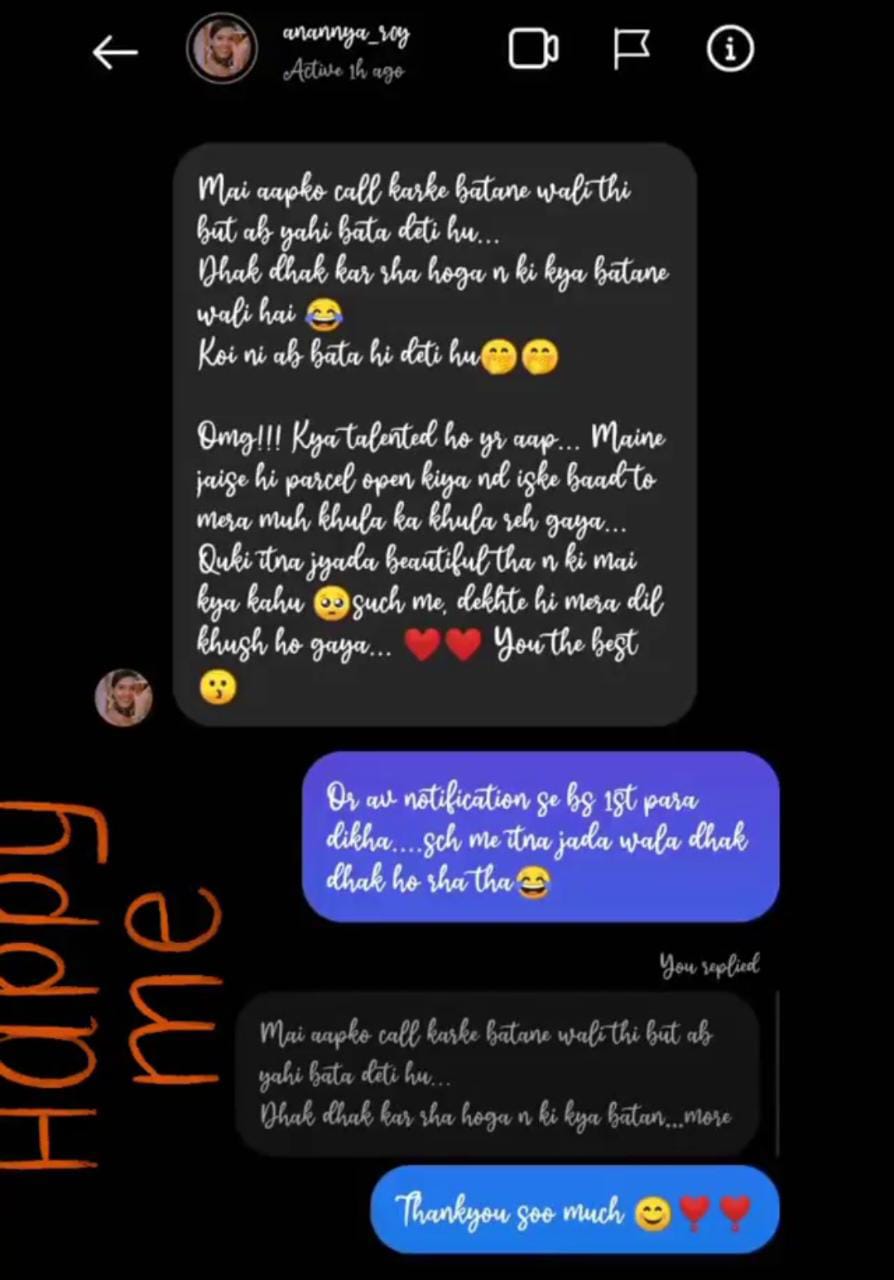 anannya_roy
Active 1h ago
Mai aapko call karke batane wali thi
but ab yahi bata deti hu...
Dhak dhak kar rha hoga n ki kya batane
wali hai 😂
Koi ni ab bata hi deti hu🤭🤭
Omg!!! Kya talented ho yr aap... Maine
jaise hi parcel open kiya nd iske baad to
mera muh khula ka khula reh gaya...
Quki itna jyada beautiful tha n ki mai
kya kahu 🥺such me, dekhte hi mera dil
khush ho gaya... ❤️❤️ You the best
😗
Or av notification se bs 1st para
dikha....sch me itna jada wala dhak
dhak ho rha tha😂
You replied
Mai aapko call karke batane wali thi but ab
yahi bata deti hu...
Dhak dhak kar rha hoga n ki kya batan...more
Thankyou soo much 😊❣️❣️
Happy
me